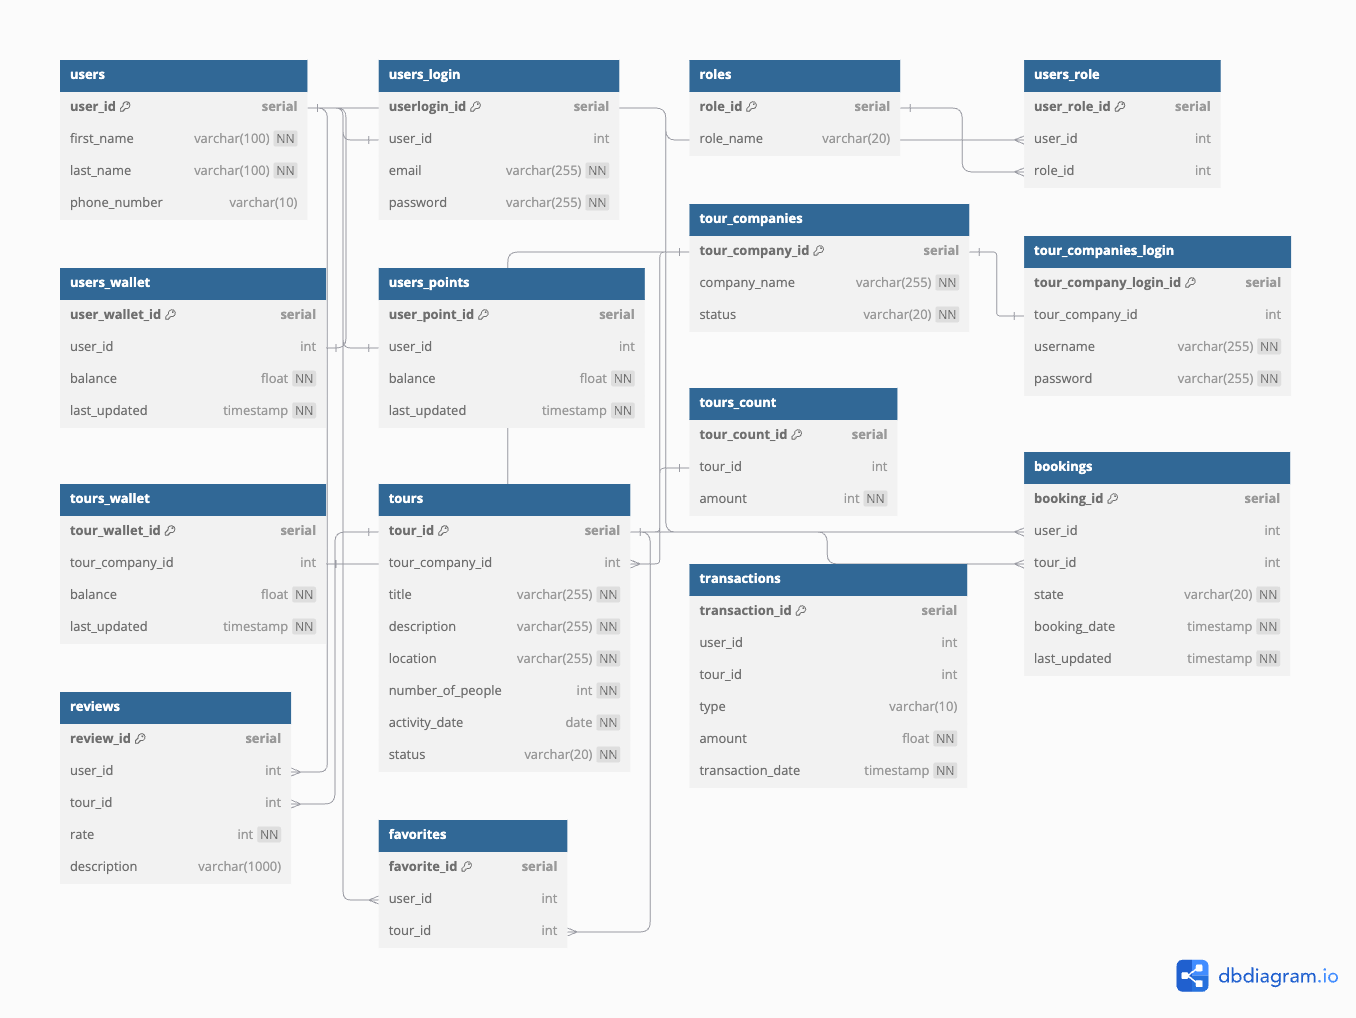 users
user_id serial
first_name varchar(100) NN
last_name varchar(100) NN
phone_number varchar(10)
users_login
userlogin_id serial
user_id int
email varchar(255) NN
password varchar(255) NN
roles
role_id serial
role_name varchar(20)
users_role
user_role_id serial
user_id int
role_id int
tour_companies
tour_company_id serial
company_name varchar(255) NN
status varchar(20) NN
tour_companies_login
tour_company_login_id serial
tour_company_id int
username varchar(255) NN
password varchar(255) NN
users_wallet
user_wallet_id serial
user_id int
balance float NN
last_updated timestamp NN
users_points
user_point_id serial
user_id int
balance float NN
last_updated timestamp NN
tours_count
tour_count_id serial
tour_id int
amount int NN
bookings
booking_id serial
user_id int
tour_id int
state varchar(20) NN
booking_date timestamp NN
last_updated timestamp NN
tours_wallet
tour_wallet_id serial
tour_company_id int
balance float NN
last_updated timestamp NN
tours
tour_id serial
tour_company_id int
title varchar(255) NN
description varchar(255) NN
location varchar(255) NN
number_of_people int NN
activity_date date NN
status varchar(20) NN
transactions
transaction_id serial
user_id int
tour_id int
type varchar(10)
amount float NN
transaction_date timestamp NN
reviews
review_id serial
user_id int
tour_id int
rate int NN
description varchar(1000)
favorites
favorite_id serial
user_id int
tour_id int
dbdiagram.io